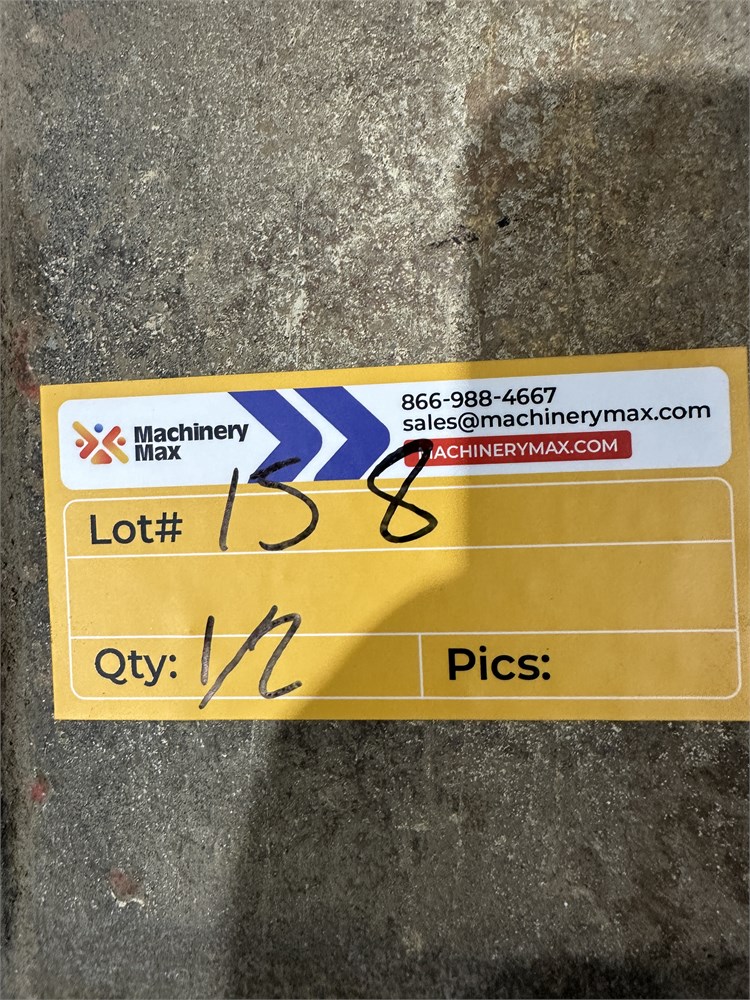 Machinery
Max
866-988-4667
sales@machinerymax.com
MACHINERYMAX.COM
Lot# 158
Qty: 1/2
Pics: